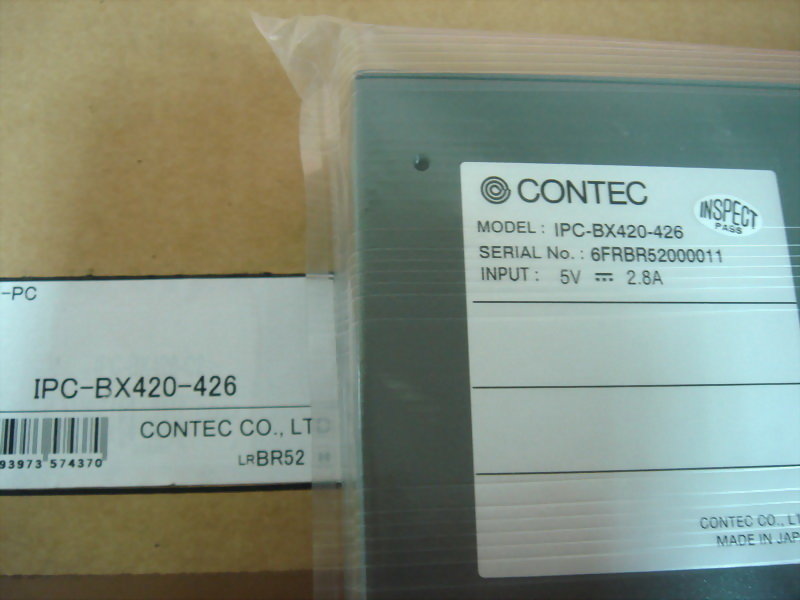 -PC
IPC-BX420-426
CONTEC CO., LTD
93973 574370
LRBR52
CONTEC
INSPECT
PASS
MODEL : IPC-BX420-426
SERIAL No. : 6FRBR52000011
INPUT : 5V ⎓ 2.8A
CONTEC CO., LT
MADE IN JAP